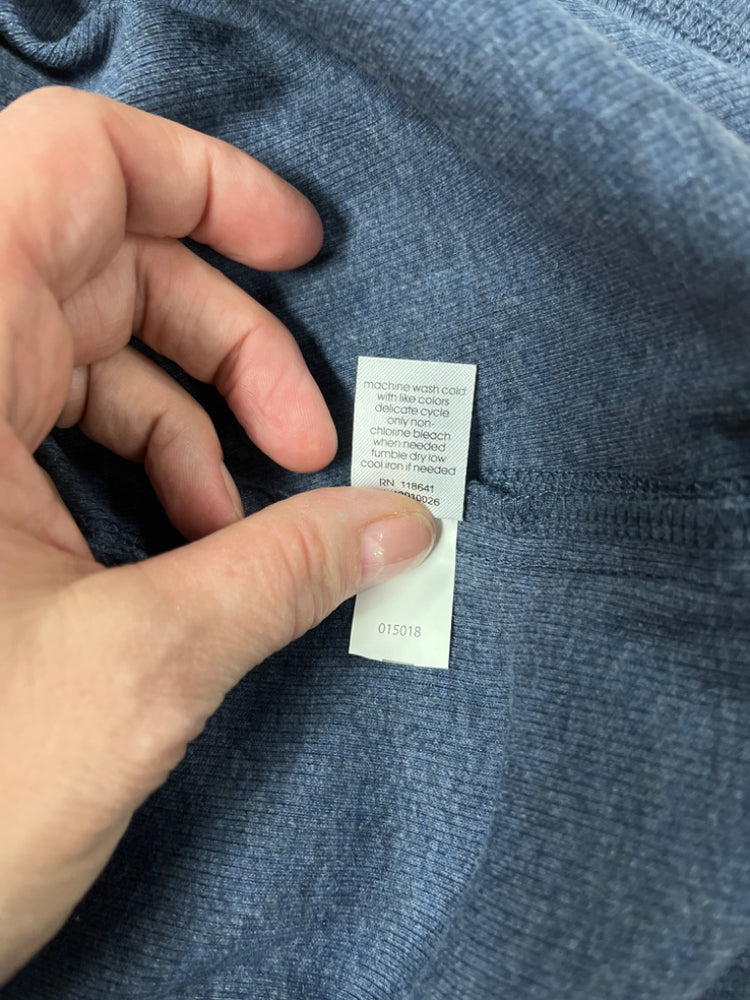 machine wash cold
with like colors
delicate cycle
only non-
chlorine bleach
when needed
tumble dry low
cool iron if needed
RN 118641
015018